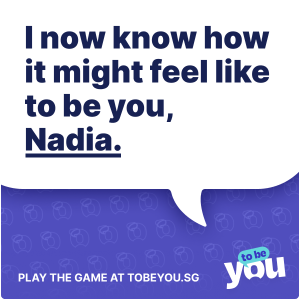 I now know how
it might feel like
to be you,
Nadia.
PLAY THE GAME AT TOBEYOU.SG
to be
you